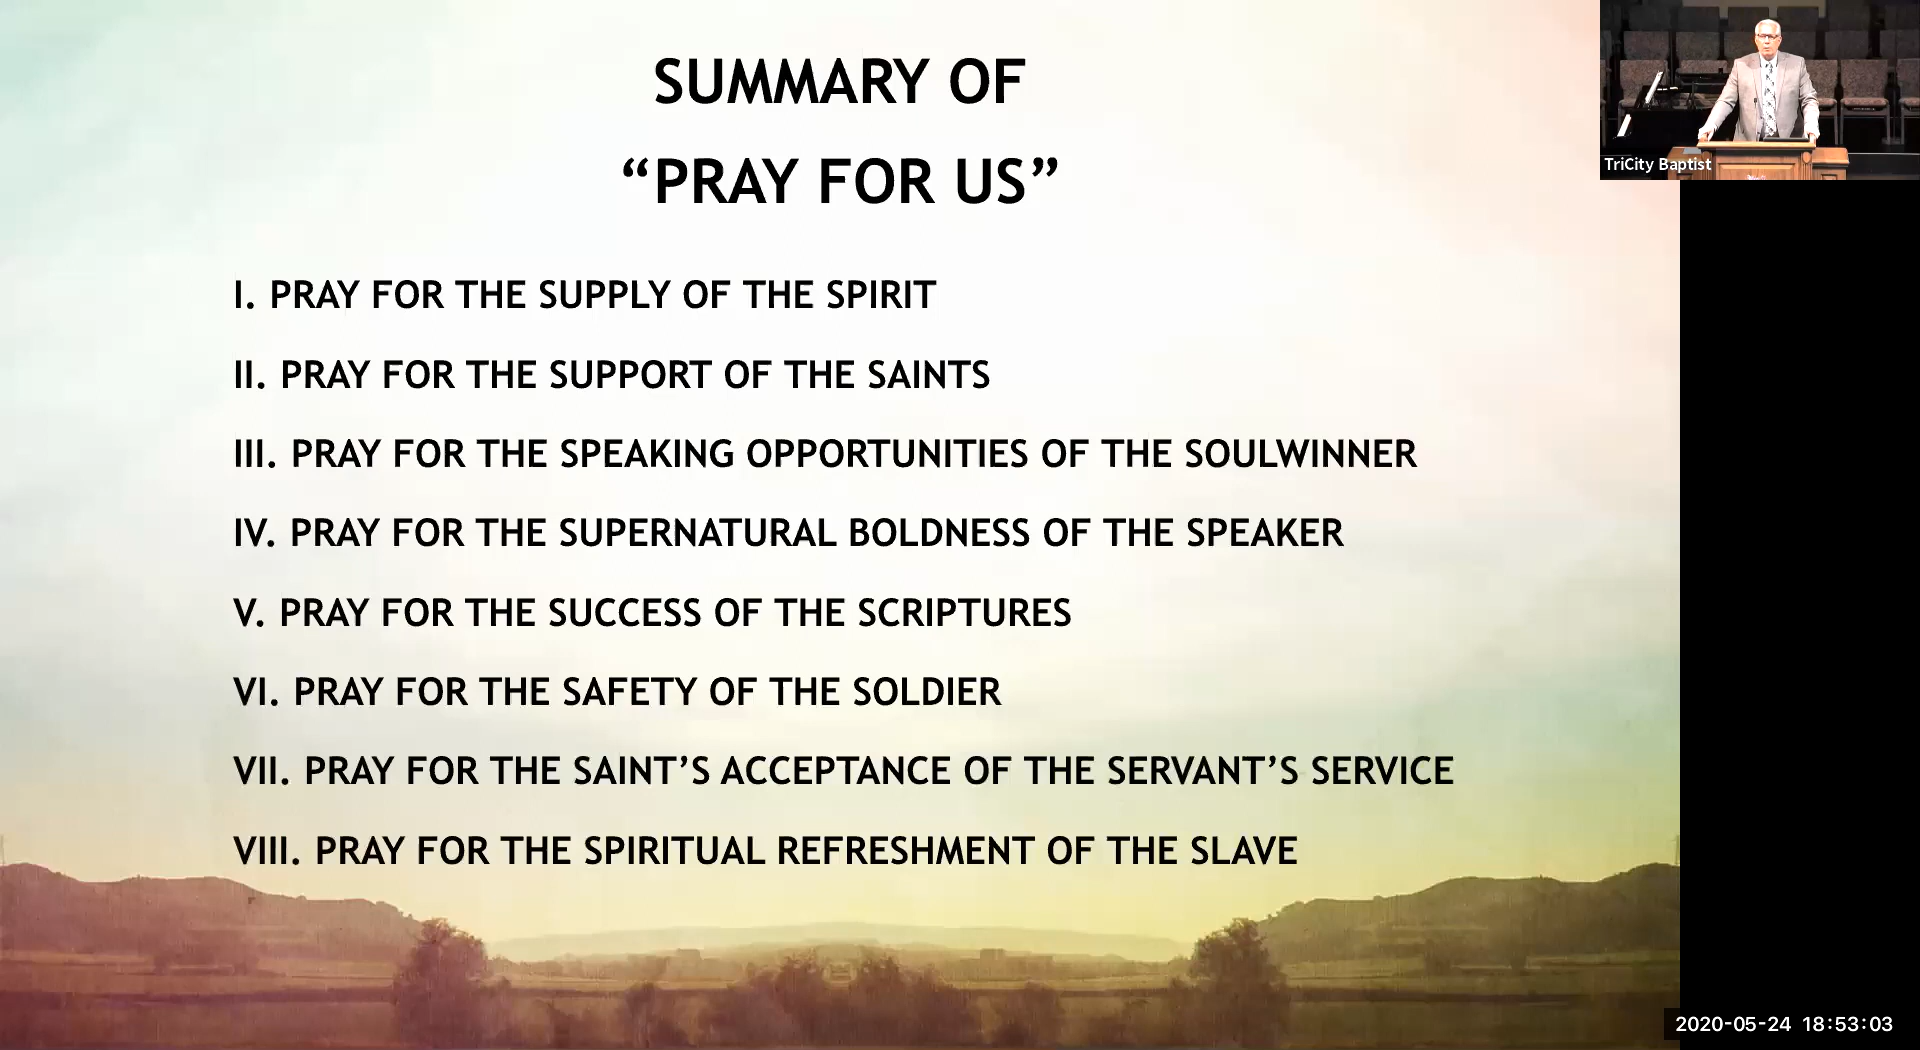 SUMMARY OF
“PRAY FOR US”
I. PRAY FOR THE SUPPLY OF THE SPIRIT
II. PRAY FOR THE SUPPORT OF THE SAINTS
III. PRAY FOR THE SPEAKING OPPORTUNITIES OF THE SOULWINNER
IV. PRAY FOR THE SUPERNATURAL BOLDNESS OF THE SPEAKER
V. PRAY FOR THE SUCCESS OF THE SCRIPTURES
VI. PRAY FOR THE SAFETY OF THE SOLDIER
VII. PRAY FOR THE SAINT’S ACCEPTANCE OF THE SERVANT’S SERVICE
VIII. PRAY FOR THE SPIRITUAL REFRESHMENT OF THE SLAVE
TriCity Baptist
2020-05-24 18:53:03